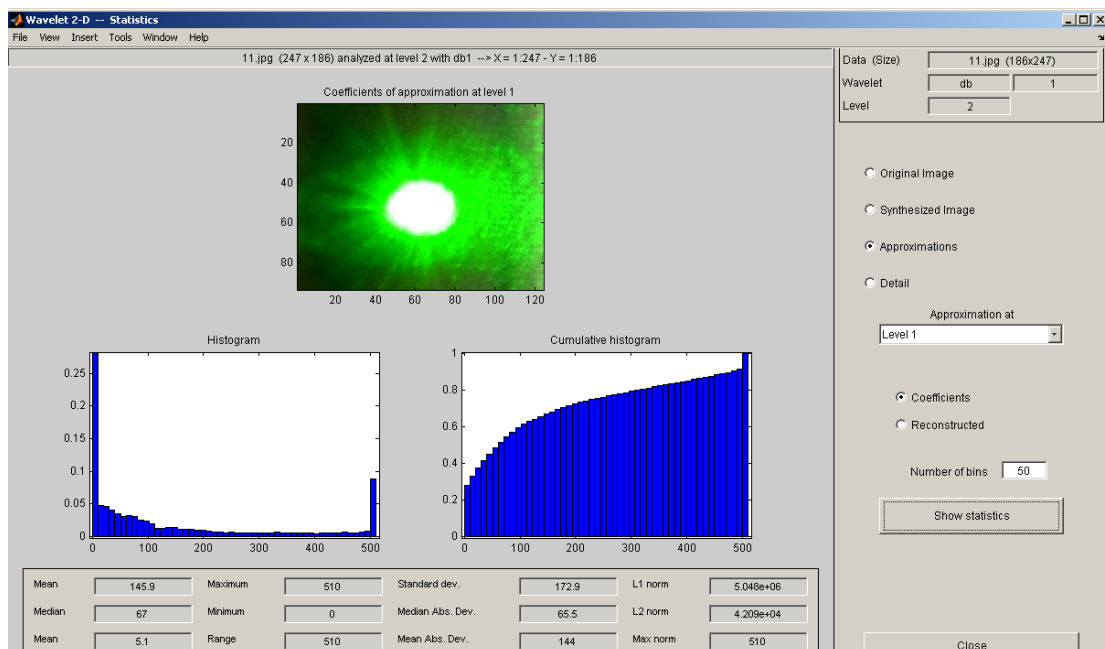 Wavelet 2-D -- Statistics
File View Insert Tools Window Help
11.jpg (247 x 186) analyzed at level 2 with db1 --> X = 1:247 - Y = 1:186
Coefficients of approximation at level 1
20
40
60
80
20 40 60 80 100 120
Histogram
0.25
0.2
0.15
0.1
0.05
0
0 100 200 300 400 500
Cumulative histogram
1
0.8
0.6
0.4
0.2
0
0 100 200 300 400 500
Mean 145.9 Maximum 510 Standard dev. 172.9 L1 norm 5.048e+06
Median 67 Minimum 0 Median Abs. Dev. 65.5 L2 norm 4.209e+04
Mean 5.1 Range 510 Mean Abs. Dev. 144 Max norm 510
Data (Size) 11.jpg (186x247)
Wavelet db 1
Level 2
Original Image
Synthesized Image
Approximations
Detail
Approximation at
Level 1
Coefficients
Reconstructed
Number of bins 50
Show statistics
Close